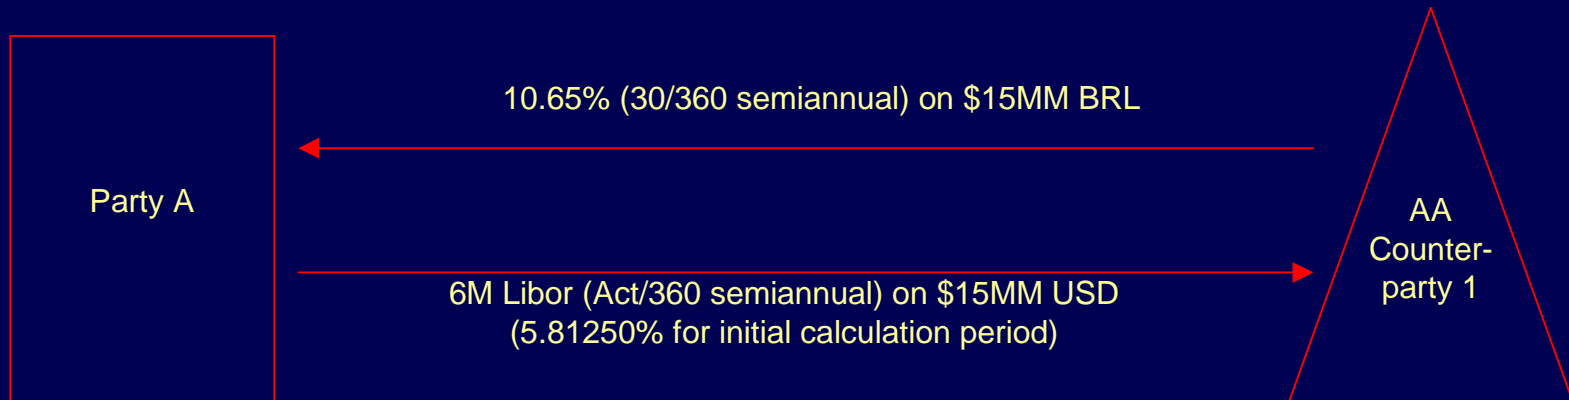 10.65% (30/360 semiannual) on $15MM BRL
Party A
AA
Counter-
party 1
6M Libor (Act/360 semiannual) on $15MM USD
(5.81250% for initial calculation period)